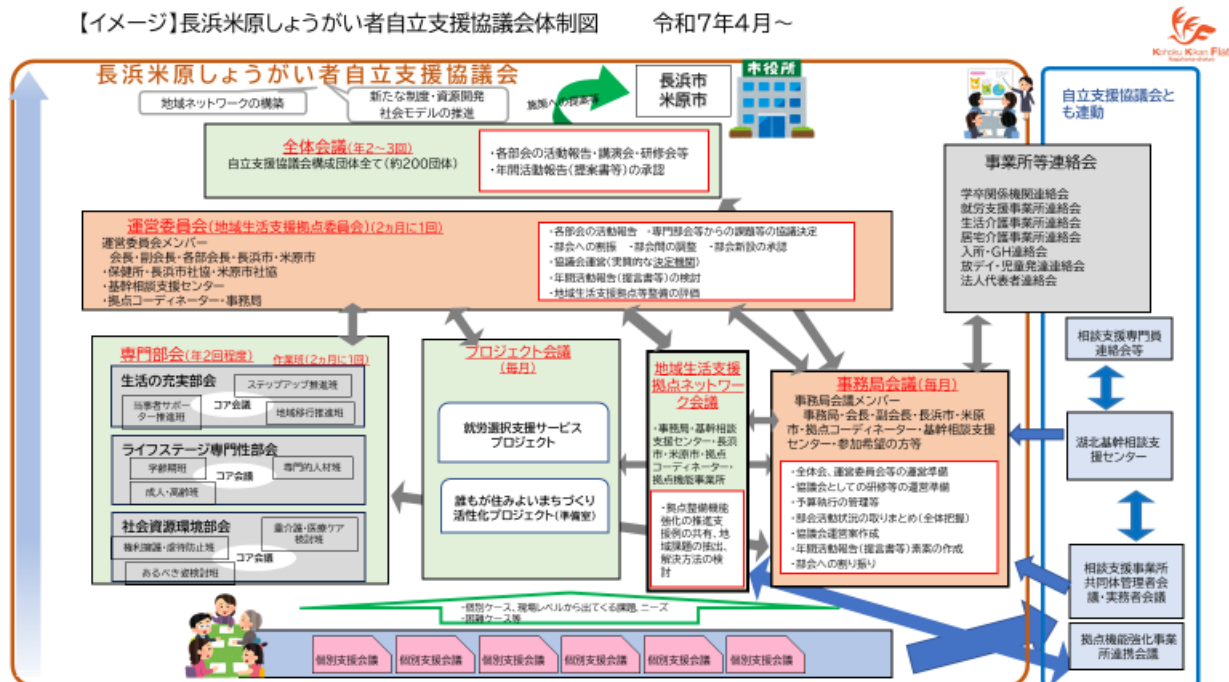 【イメージ】長浜米原しょうがい者自立支援協議会体制図　令和7年4月～
Kohoku Kikan Flat
長浜米原しょうがい者自立支援協議会
地域ネットワークの構築
新たな制度・資源開発
社会モデルの推進
施策への提案等
長浜市
米原市
市役所
全体会議(年2～3回)
自立支援協議会構成団体全て(約200団体)
・各部会の活動報告・講演会・研修会等
・年間活動報告(提案書等)の承認
運営委員会(地域生活支援拠点委員会)(2ヵ月に1回)
運営委員会メンバー
会長・副会長・各部会長・長浜市・米原市
・保健所・長浜市社協・米原市社協
・基幹相談支援センター
・拠点コーディネーター・事務局
・各部会の活動報告　・専門部会等からの課題等の協議決定
・部会への割振　・部会間の調整　・部会新設の承認
・協議会運営(実質的な決定機関)
・年間活動報告(提言書等)の検討
・地域生活支援拠点等整備の評価
専門部会(年2回程度)
作業班(2ヵ月に1回)
生活の充実部会
ステップアップ推進班
当事者サポーター推進班
コア会議
地域移行推進班
ライフステージ専門性部会
学齢期班
専門的人材班
コア会議
成人・高齢班
社会資源環境部会
重介護・医療ケア
検討班
権利擁護・虐待防止班
コア会議
あるべき姿検討班
プロジェクト会議
(毎月)
就労選択支援サービス
プロジェクト
誰もが住みよいまちづくり
活性化プロジェクト(準備室)
地域生活支援
拠点ネットワー
ク会議
・事務局・基幹相談
支援センター・長浜
市・米原市・拠点
コーディネーター・
拠点機能事業所
・拠点整備機能
強化の推進支
援例の共有、地
域課題の抽出、
解決方法の検
討
事務局会議(毎月)
事務局会議メンバー
事務局・会長・副会長・長浜市・米原
市・拠点コーディネーター・基幹相談支援
センター・参加希望の方等
・全体会、運営委員会等の運営準備
・協議会としての研修等の運営準備
・予算執行の管理等
・部会活動状況の取りまとめ(全体把握)
・協議会運営案作成
・年間活動報告(提言書等)素案の作成
・部会への割り振り
・個別ケース、現場レベルから出てくる課題、ニーズ
・困難ケース等
個別支援会議
個別支援会議
個別支援会議
個別支援会議
個別支援会議
個別支援会議
自立支援協議会と
も連動
事業所等連絡会
学卒関係機関連絡会
就労支援事業所連絡会
生活介護事業所連絡会
居宅介護事業所連絡会
入所・GH連絡会
放デイ・児童発達連絡会
法人代表者連絡会
相談支援専門員
連絡会等
湖北基幹相談支
援センター
相談支援事業所
共同体管理者会
議・実務者会議
拠点機能強化事業
所連携会議